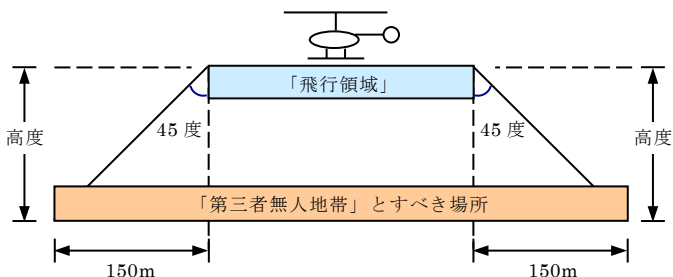 「飛行領域」
高度
45 度
45 度
高度
「第三者無人地帯」とすべき場所
150m
150m